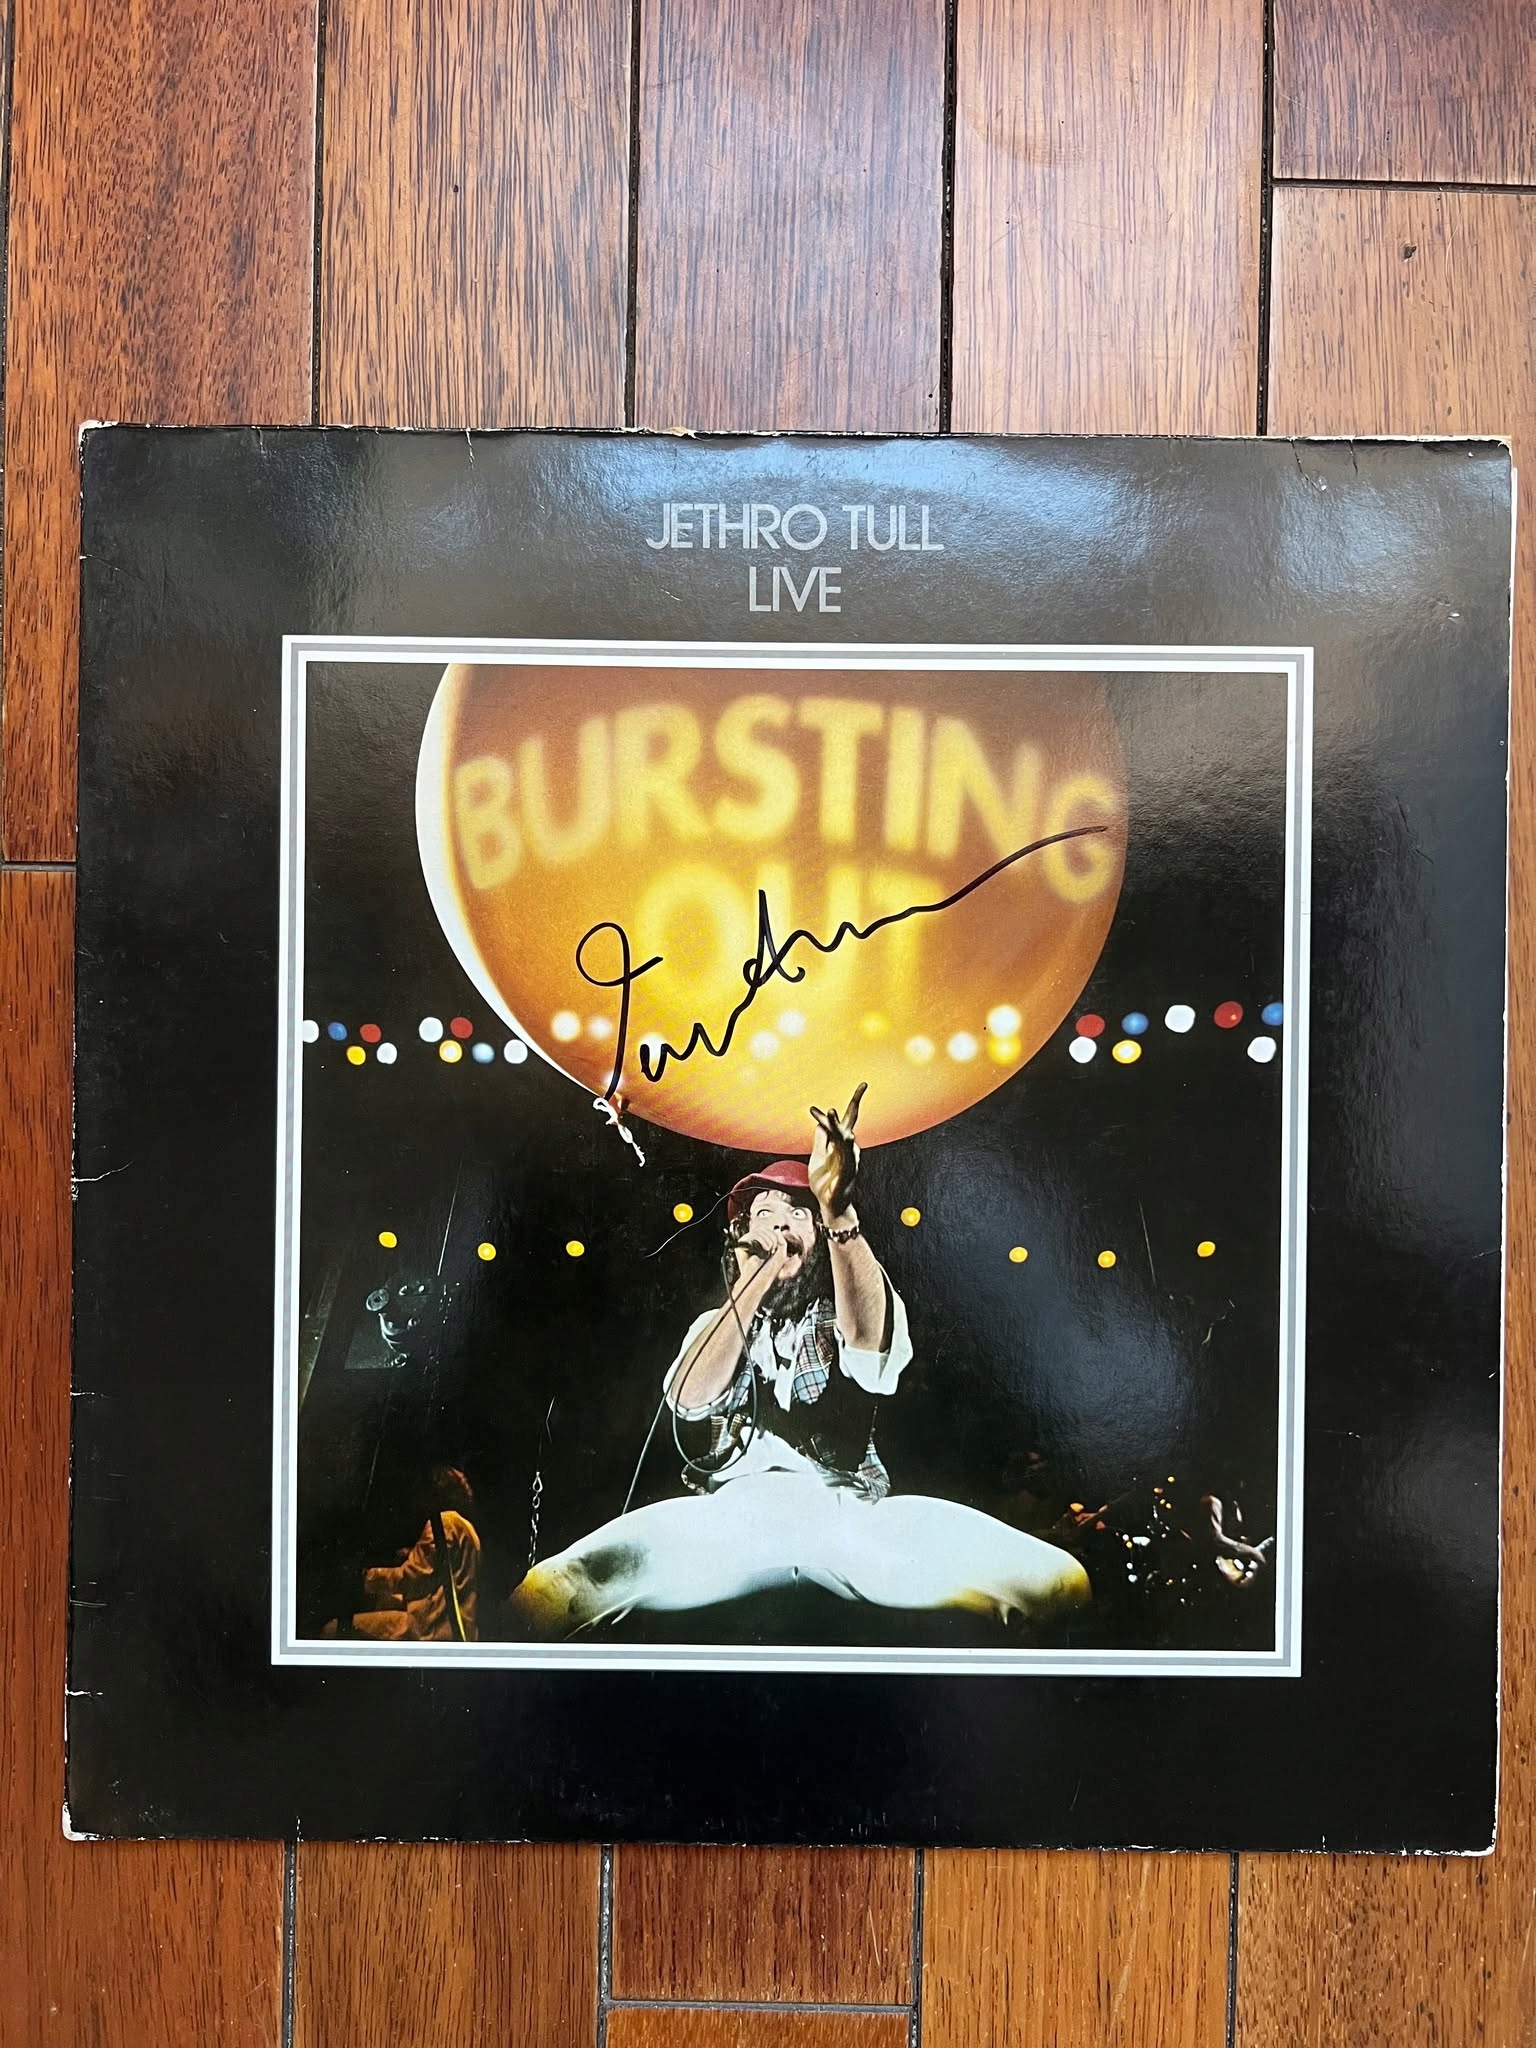 JETHRO TULL
LIVE
BURSTING
OUT